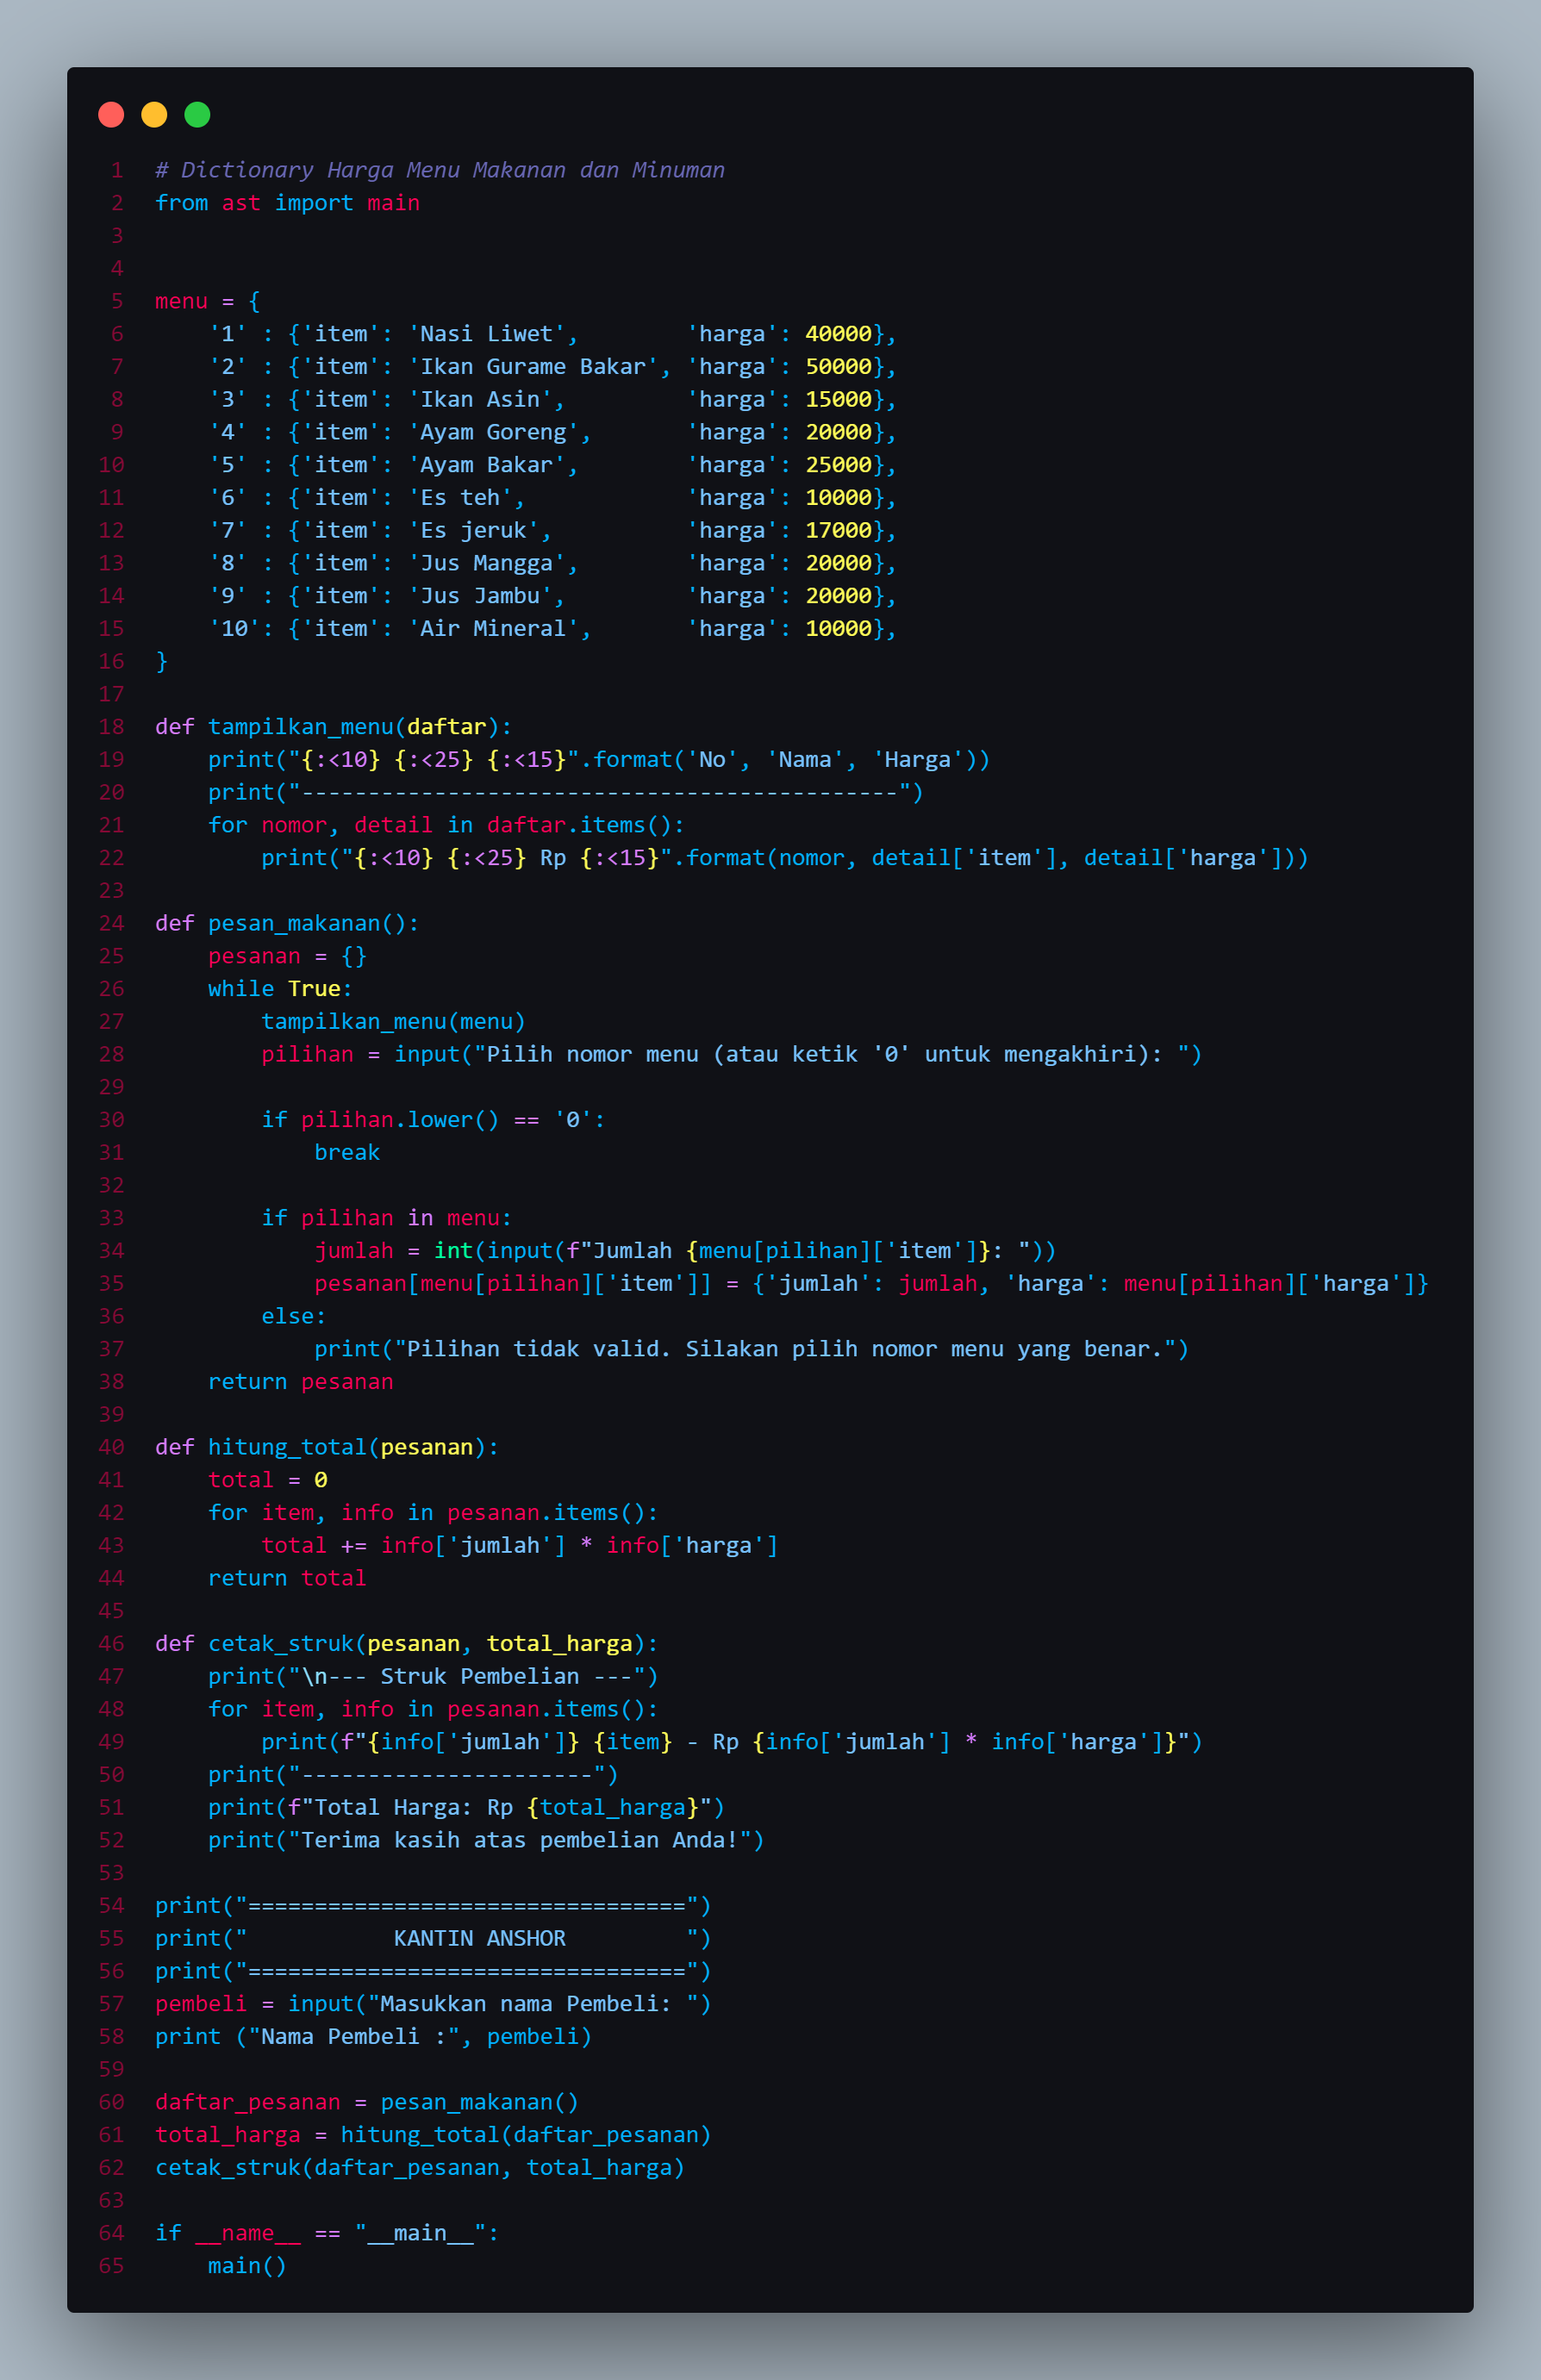 1 # Dictionary Harga Menu Makanan dan Minuman
2 from ast import main
3
4
5 menu = {
6     '1' : {'item': 'Nasi Liwet',        'harga': 40000},
7     '2' : {'item': 'Ikan Gurame Bakar', 'harga': 50000},
8     '3' : {'item': 'Ikan Asin',         'harga': 15000},
9     '4' : {'item': 'Ayam Goreng',       'harga': 20000},
10     '5' : {'item': 'Ayam Bakar',        'harga': 25000},
11     '6' : {'item': 'Es teh',            'harga': 10000},
12     '7' : {'item': 'Es jeruk',          'harga': 17000},
13     '8' : {'item': 'Jus Mangga',        'harga': 20000},
14     '9' : {'item': 'Jus Jambu',         'harga': 20000},
15     '10': {'item': 'Air Mineral',       'harga': 10000},
16 }
17
18 def tampilkan_menu(daftar):
19     print("{:<10} {:<25} {:<15}".format('No', 'Nama', 'Harga'))
20     print("---------------------------------------------")
21     for nomor, detail in daftar.items():
22         print("{:<10} {:<25} Rp {:<15}".format(nomor, detail['item'], detail['harga']))
23
24 def pesan_makanan():
25     pesanan = {}
26     while True:
27         tampilkan_menu(menu)
28         pilihan = input("Pilih nomor menu (atau ketik '0' untuk mengakhiri): ")
29
30         if pilihan.lower() == '0':
31             break
32
33         if pilihan in menu:
34             jumlah = int(input(f"Jumlah {menu[pilihan]['item']}: "))
35             pesanan[menu[pilihan]['item']] = {'jumlah': jumlah, 'harga': menu[pilihan]['harga']}
36         else:
37             print("Pilihan tidak valid. Silakan pilih nomor menu yang benar.")
38     return pesanan
39
40 def hitung_total(pesanan):
41     total = 0
42     for item, info in pesanan.items():
43         total += info['jumlah'] * info['harga']
44     return total
45
46 def cetak_struk(pesanan, total_harga):
47     print("\n--- Struk Pembelian ---")
48     for item, info in pesanan.items():
49         print(f"{info['jumlah']} {item} - Rp {info['jumlah'] * info['harga']}")
50     print("----------------------")
51     print(f"Total Harga: Rp {total_harga}")
52     print("Terima kasih atas pembelian Anda!")
53
54 print("=================================")
55 print("           KANTIN ANSHOR         ")
56 print("=================================")
57 pembeli = input("Masukkan nama Pembeli: ")
58 print ("Nama Pembeli :", pembeli)
59
60 daftar_pesanan = pesan_makanan()
61 total_harga = hitung_total(daftar_pesanan)
62 cetak_struk(daftar_pesanan, total_harga)
63
64 if __name__ == "__main__":
65     main()